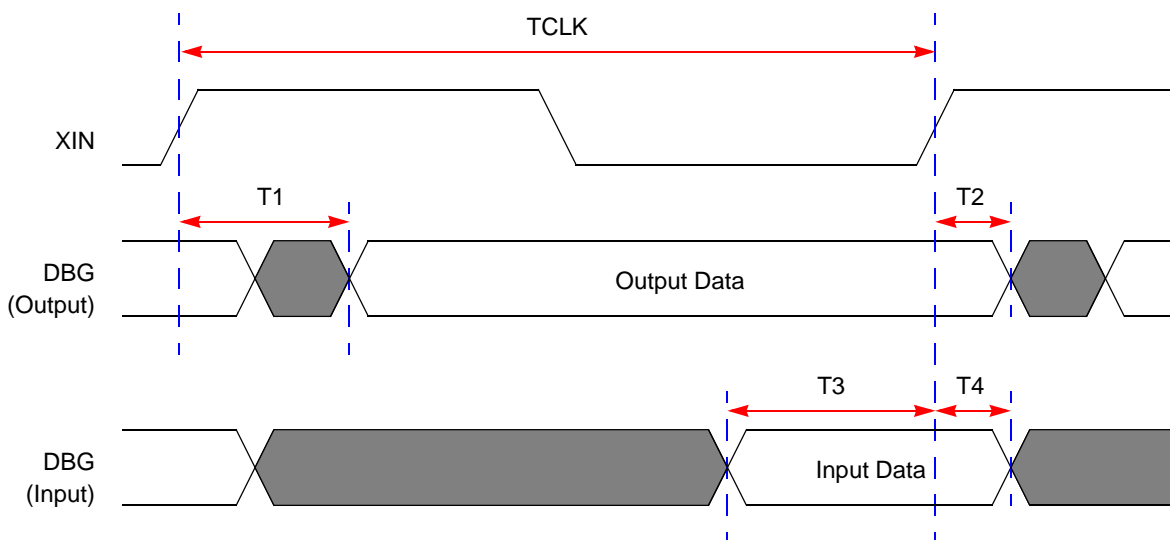 TCLK
XIN
T1
T2
DBG
(Output)
Output Data
T3
T4
DBG
(Input)
Input Data